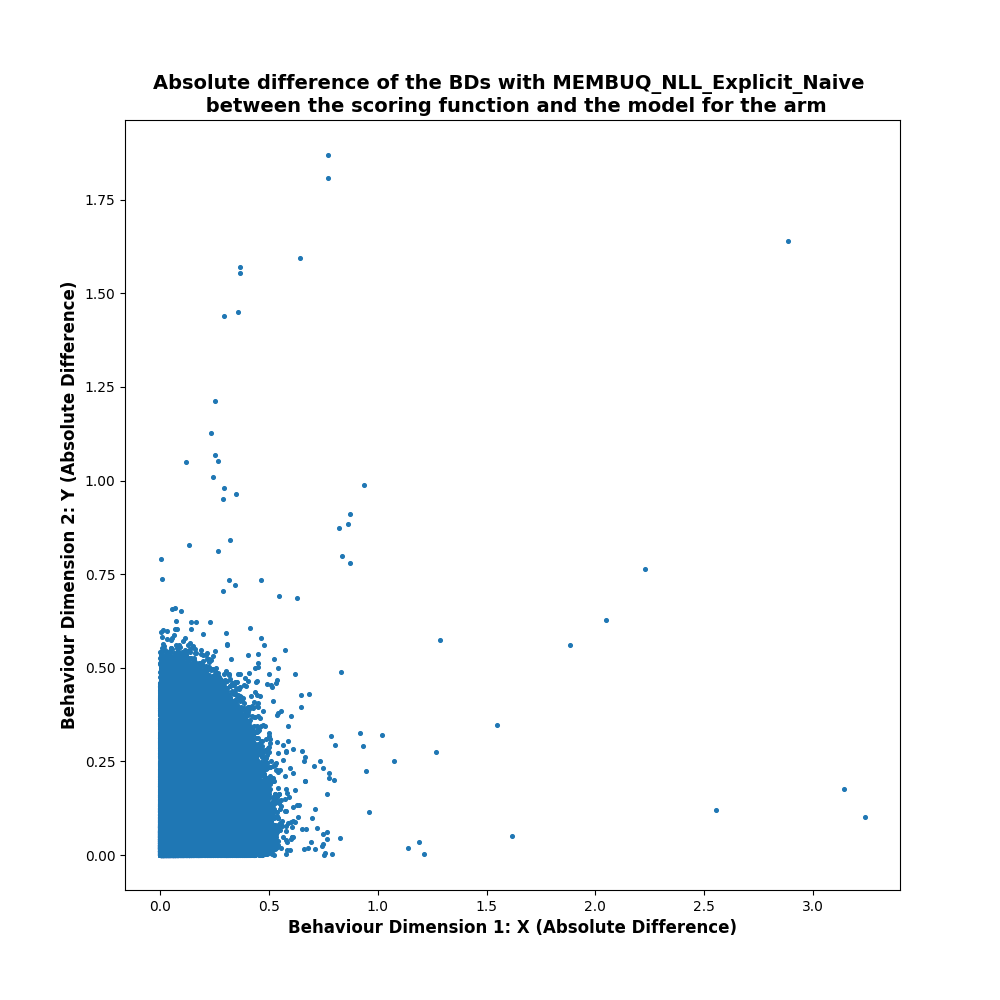 Absolute difference of the BDs with MEMBUQ_NLL_Explicit_Naive
between the scoring function and the model for the arm
1.75
1.50
1.25
1.00
0.75
0.50
0.25
0.00
Behaviour Dimension 2: Y (Absolute Difference)
0.0 0.5 1.0 1.5 2.0 2.5 3.0
Behaviour Dimension 1: X (Absolute Difference)